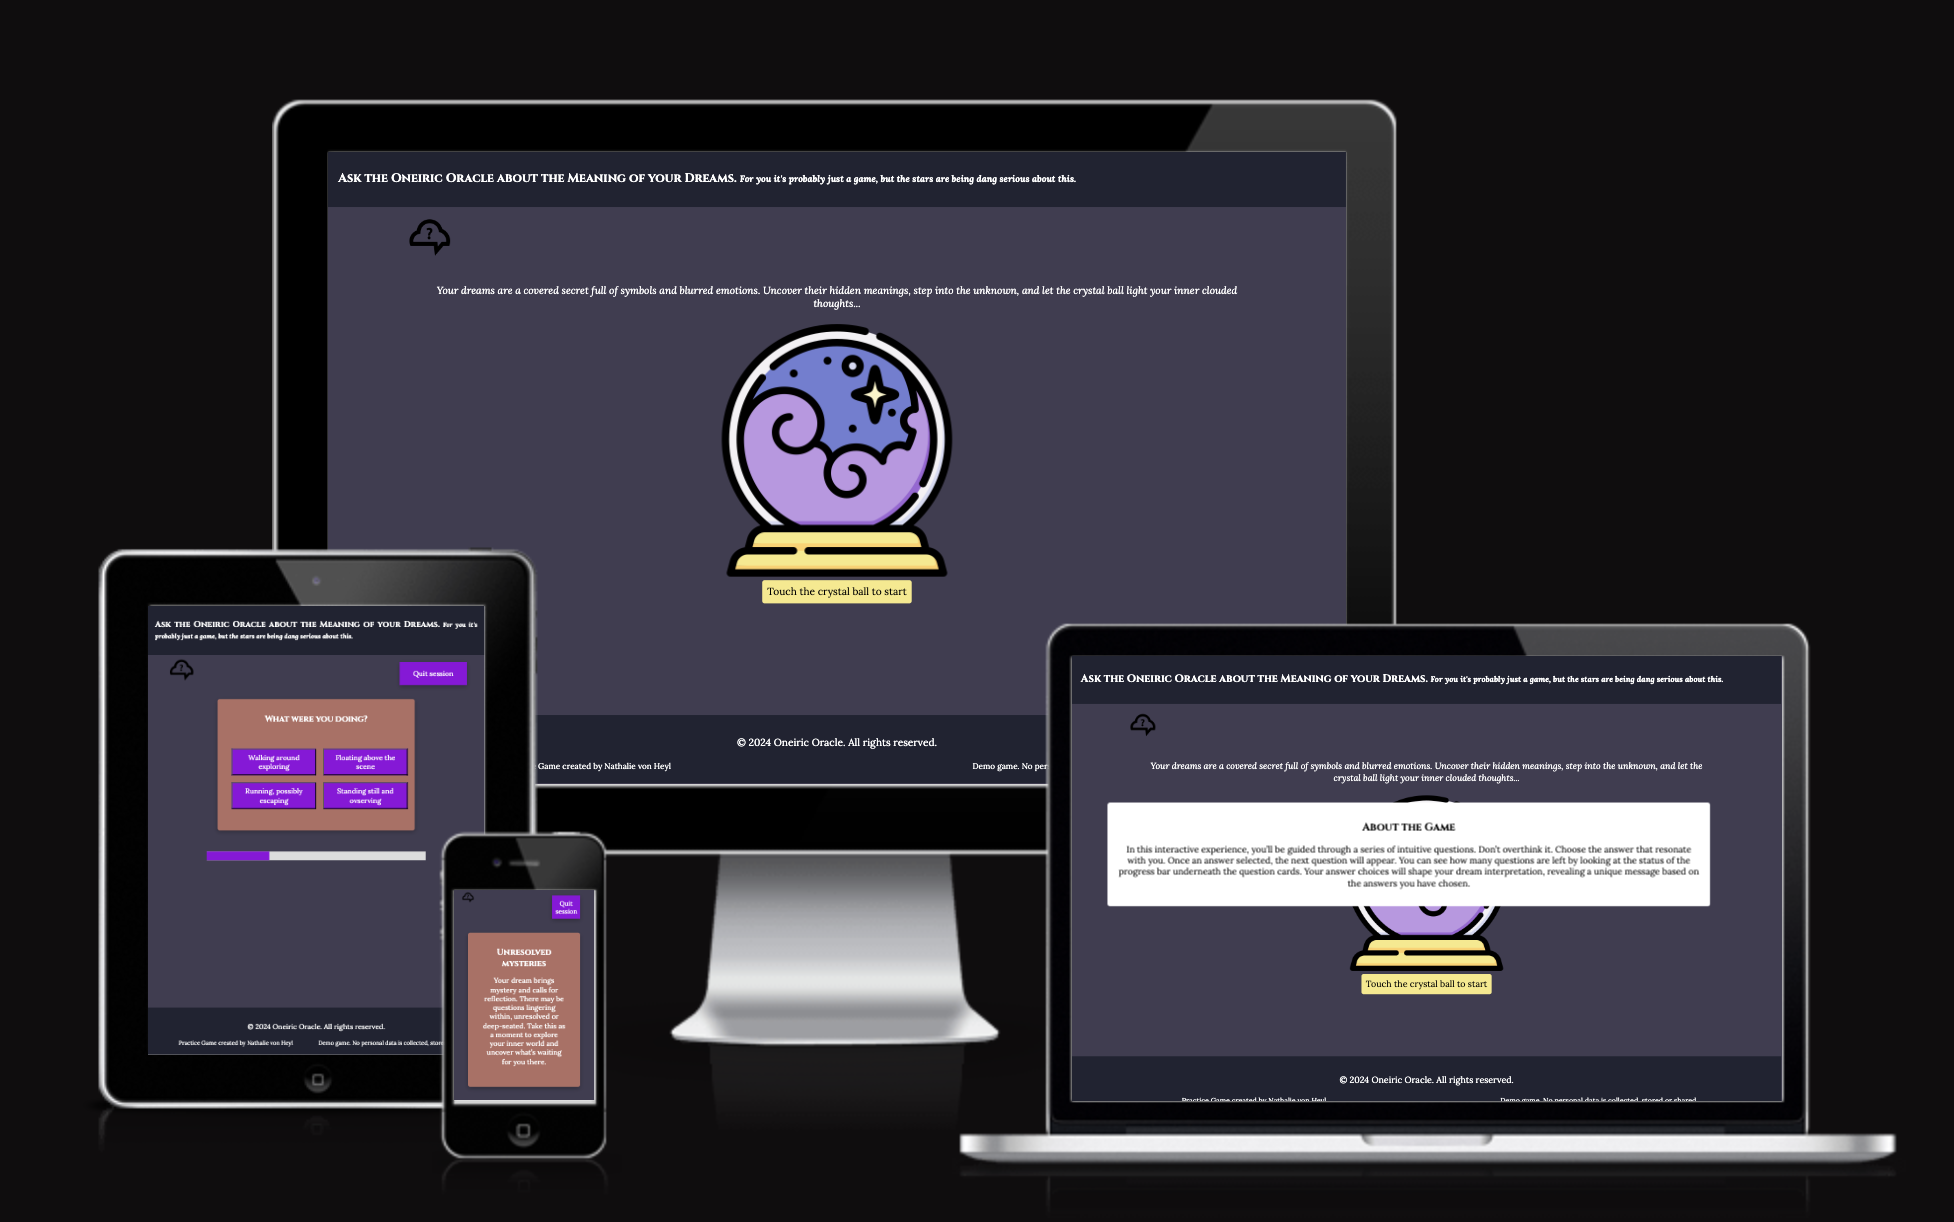 Ask the Oneiric Oracle about the Meaning of your Dreams. For you it's probably just a game, but the stars are being dang serious about this.
?
Your dreams are a covered secret full of symbols and blurred emotions. Uncover their hidden meanings, step into the unknown, and let the crystal ball light your inner clouded
thoughts...
Touch the crystal ball to start
© 2024 Oneiric Oracle. All rights reserved.
Game created by Nathalie von Heyl
Demo game. No per
Ask the Oneiric Oracle about the Meaning of your Dreams. For you it's
probably just a game, but the stars are being dang serious about this.
?
Quit session
What were you doing?
Walking around
exploring
Floating above the
scene
Running, possibly
escaping
Standing still and
ovserving
© 2024 Oneiric Oracle. All rights reserved.
Practice Game created by Nathalie von Heyl
Demo game. No personal data is collected, stor
Quit
session
Unresolved
mysteries
Your dream brings
mystery and calls for
reflection. There may be
questions lingering
within, unresolved or
deep-seated. Take this as
a moment to explore
your inner world and
uncover what's waiting
for you there.
Ask the Oneiric Oracle about the Meaning of your Dreams. For you it's probably just a game, but the stars are being dang serious about this.
?
Your dreams are a covered secret full of symbols and blurred emotions. Uncover their hidden meanings, step into the unknown, and let the
crystal ball light your inner clouded thoughts...
About the Game
In this interactive experience, you'll be guided through a series of intuitive questions. Don't overthink it. Choose the answer that resonate
with you. Once an answer selected, the next question will appear. You can see how many questions are left by looking at the status of the
progress bar underneath the question cards. Your answer choices will shape your dream interpretation, revealing a unique message based on
the answers you have chosen.
Touch the crystal ball to start
© 2024 Oneiric Oracle. All rights reserved.
Practice Game created by Nathalie von Heyl
Demo game. No personal data is collected, stored or shared